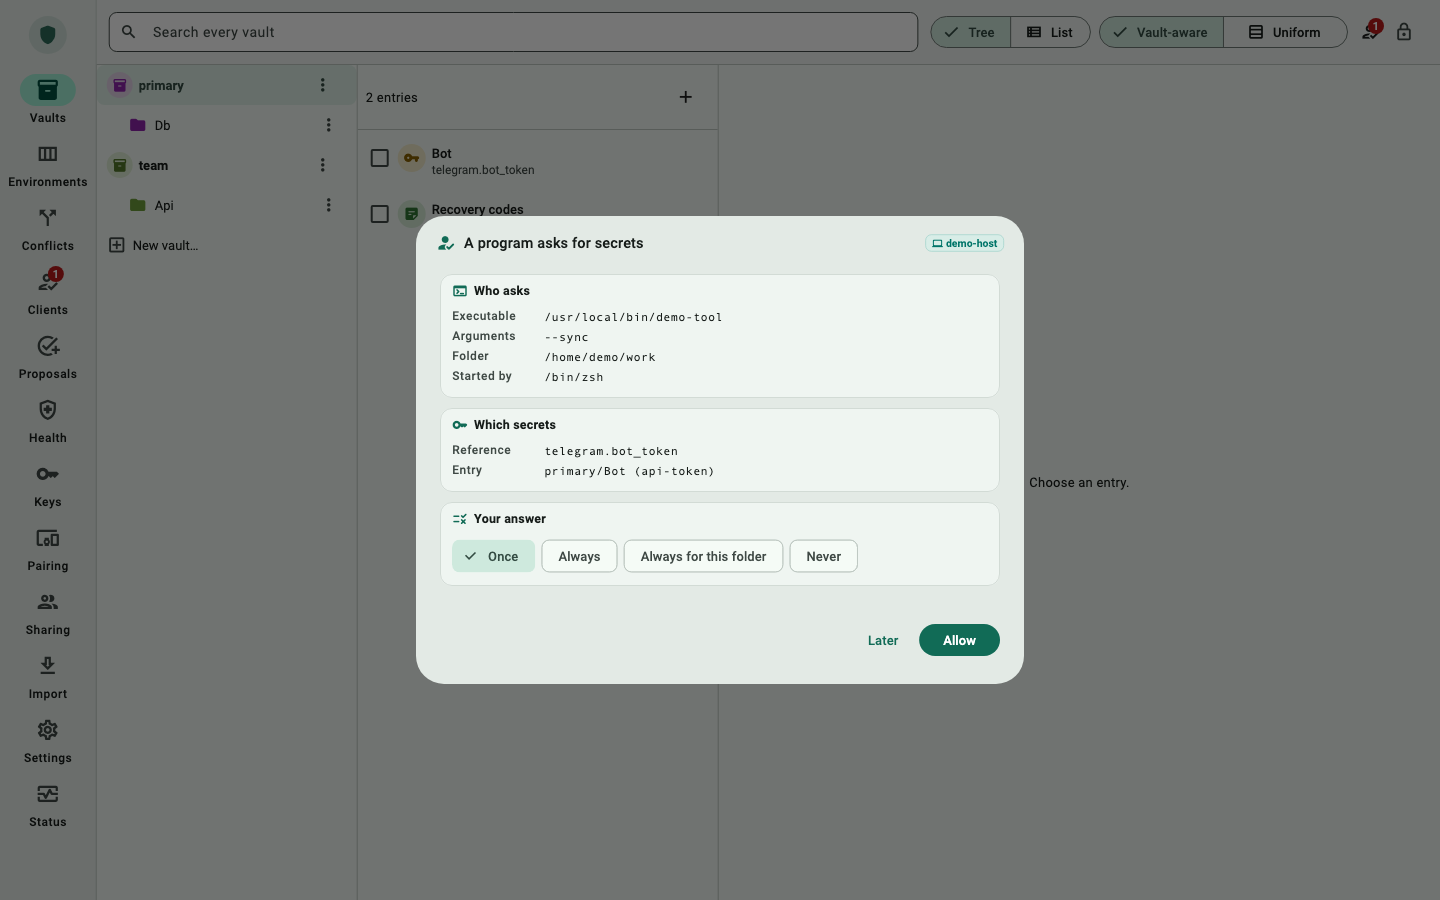 Search every vault
Tree
List
Vault-aware
Uniform
1
Vaults
Environments
Conflicts
1
Clients
Proposals
Health
Keys
Pairing
Sharing
Import
Settings
Status
primary
Db
team
Api
New vault...
2 entries
Bot
telegram.bot_token
Recovery codes
Choose an entry.
A program asks for secrets
demo-host
Who asks
Executable /usr/local/bin/demo-tool
Arguments --sync
Folder /home/demo/work
Started by /bin/zsh
Which secrets
Reference telegram.bot_token
Entry primary/Bot (api-token)
Your answer
Once
Always
Always for this folder
Never
Later
Allow